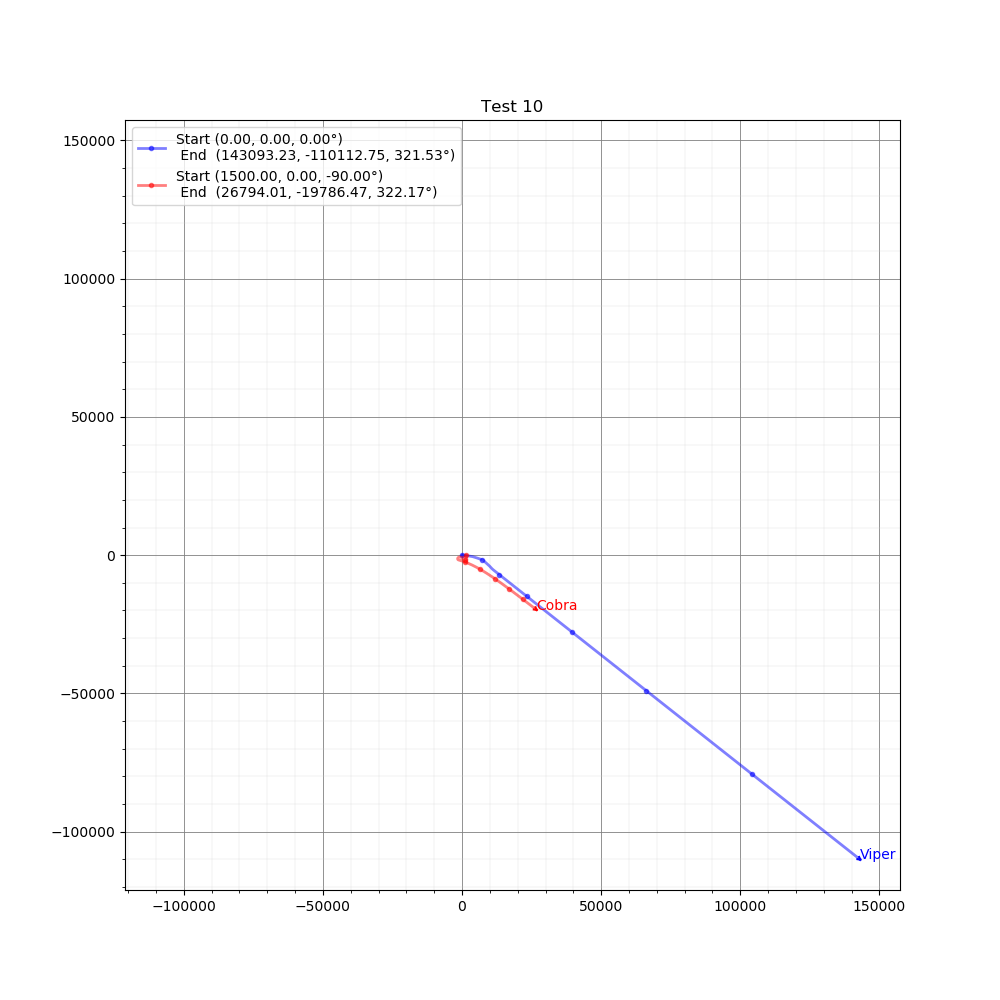 Test 10
Start (0.00, 0.00, 0.00°)
End  (143093.23, -110112.75, 321.53°)
Start (1500.00, 0.00, -90.00°)
End  (26794.01, -19786.47, 322.17°)
150000
100000
50000
0
−50000
−100000
Cobra
Viper
−100000 −50000 0 50000 100000 150000